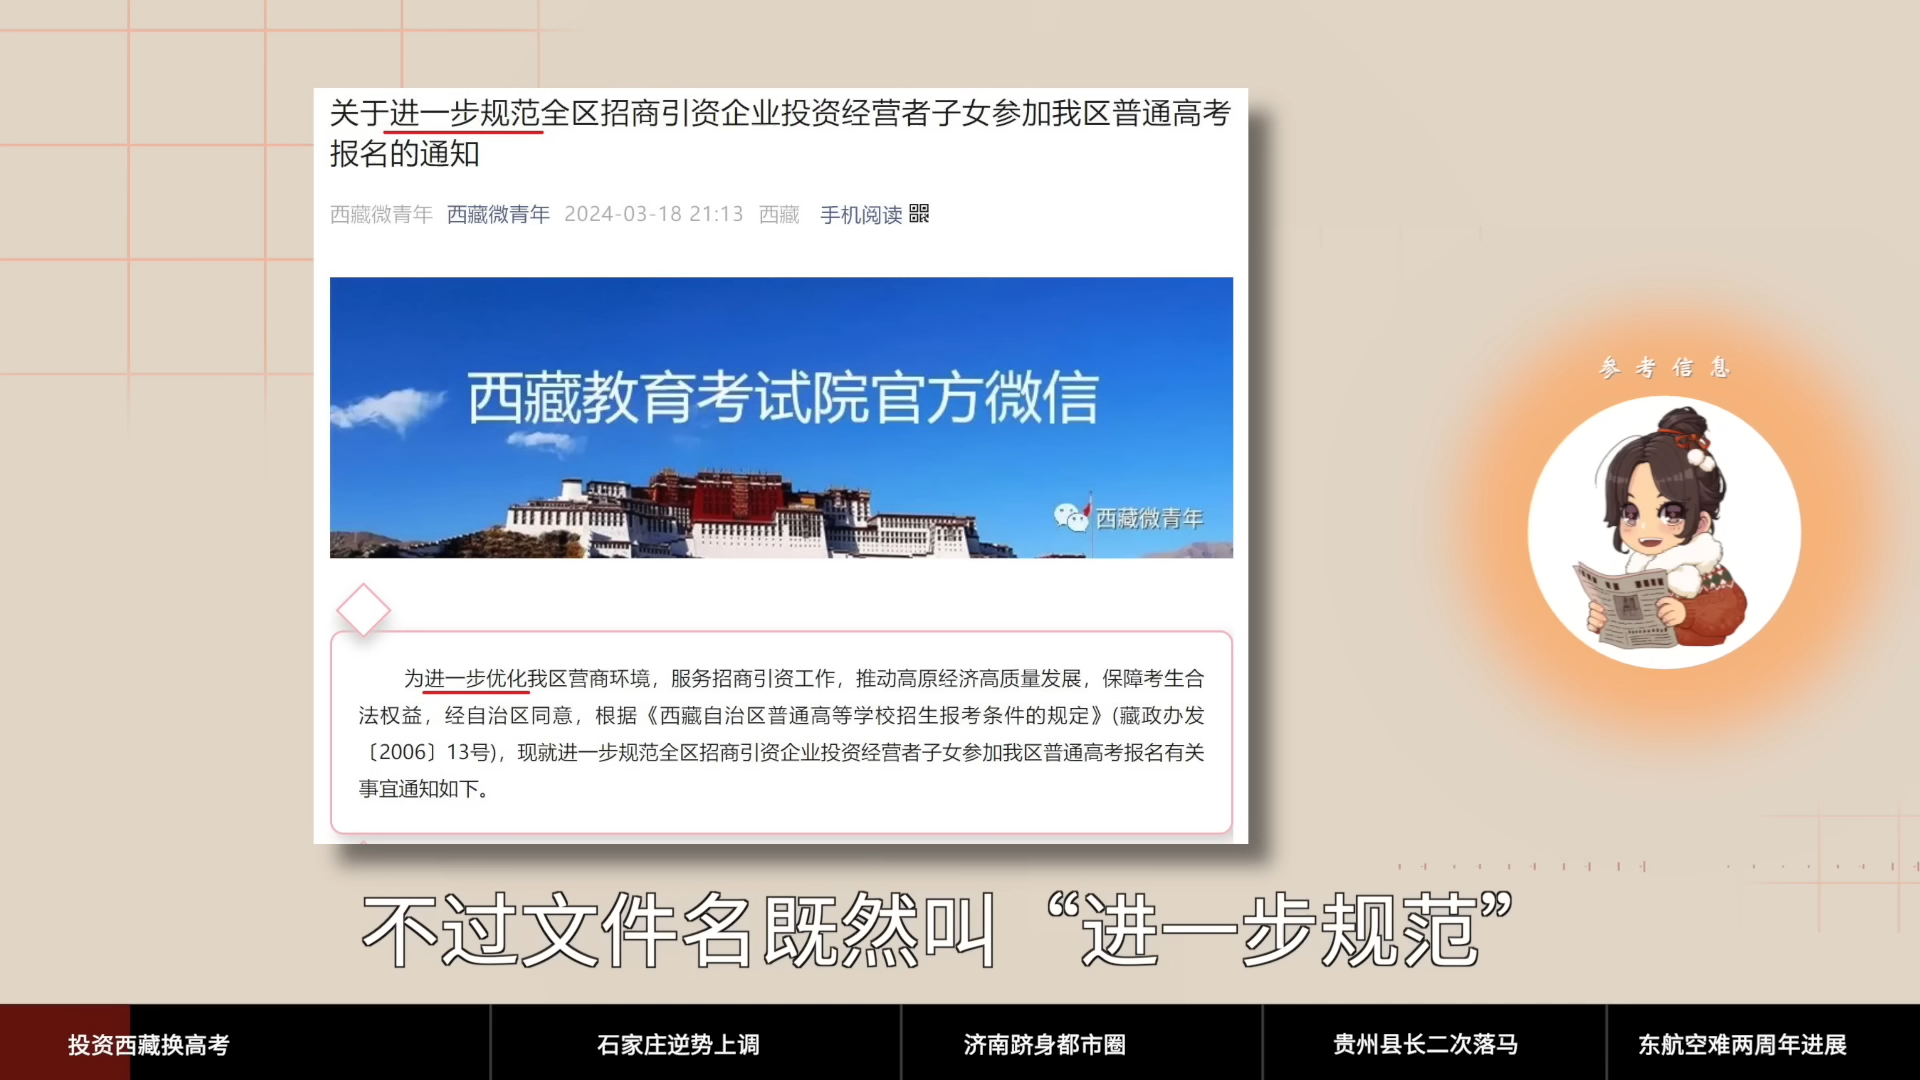 关于进一步规范全区招商引资企业投资经营者子女参加我区普通高考
报名的通知
西藏微青年 西藏微青年 2024-03-18 21:13 西藏 手机阅读
西藏教育考试院官方微信
西藏微青年
为进一步优化我区营商环境，服务招商引资工作，推动高原经济高质量发展，保障考生合
法权益，经自治区同意，根据《西藏自治区普通高等学校招生报考条件的规定》(藏政办发
〔2006〕13号)，现就进一步规范全区招商引资企业投资经营者子女参加我区普通高考报名有关
事宜通知如下。
参考信息
不过文件名既然叫“进一步规范”
投资西藏换高考
石家庄逆势上调
济南跻身都市圈
贵州县长二次落马
东航空难两周年进展